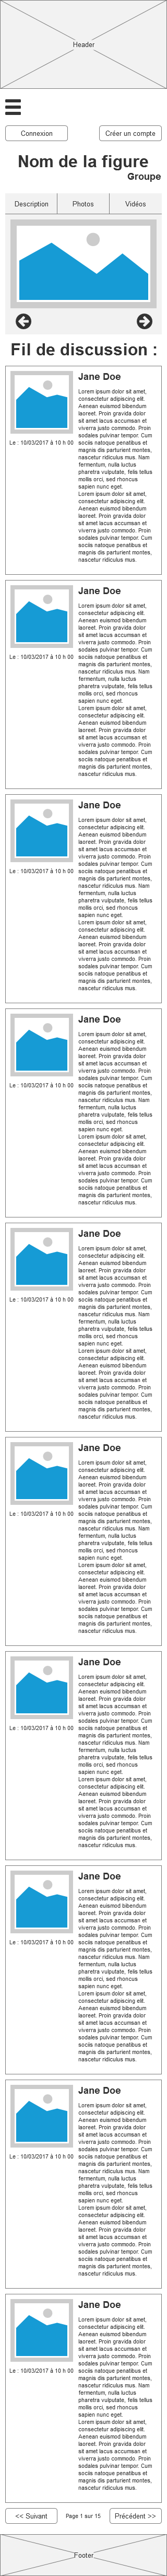 Header
Connexion
Créer un compte
Nom de la figure
Groupe
Description
Photos
Vidéos
Fil de discussion :
Jane Doe
Le : 10/03/2017 à 10 h 00
Lorem ipsum dolor sit amet,
consectetur adipiscing elit.
Aenean euismod bibendum
laoreet. Proin gravida dolor
sit amet lacus accumsan et
viverra justo commodo. Proin
sodales pulvinar tempor. Cum
sociis natoque penatibus et
magnis dis parturient montes,
nascetur ridiculus mus. Nam
fermentum, nulla luctus
pharetra vulputate, felis tellus
mollis orci, sed rhoncus
sapien nunc eget.
Lorem ipsum dolor sit amet,
consectetur adipiscing elit.
Aenean euismod bibendum
laoreet. Proin gravida dolor
sit amet lacus accumsan et
viverra justo commodo. Proin
sodales pulvinar tempor. Cum
sociis natoque penatibus et
magnis dis parturient montes,
nascetur ridiculus mus.
Jane Doe
Le : 10/03/2017 à 10 h 00
Lorem ipsum dolor sit amet,
consectetur adipiscing elit.
Aenean euismod bibendum
laoreet. Proin gravida dolor
sit amet lacus accumsan et
viverra justo commodo. Proin
sodales pulvinar tempor. Cum
sociis natoque penatibus et
magnis dis parturient montes,
nascetur ridiculus mus. Nam
fermentum, nulla luctus
pharetra vulputate, felis tellus
mollis orci, sed rhoncus
sapien nunc eget.
Lorem ipsum dolor sit amet,
consectetur adipiscing elit.
Aenean euismod bibendum
laoreet. Proin gravida dolor
sit amet lacus accumsan et
viverra justo commodo. Proin
sodales pulvinar tempor. Cum
sociis natoque penatibus et
magnis dis parturient montes,
nascetur ridiculus mus.
Jane Doe
Le : 10/03/2017 à 10 h 00
Lorem ipsum dolor sit amet,
consectetur adipiscing elit.
Aenean euismod bibendum
laoreet. Proin gravida dolor
sit amet lacus accumsan et
viverra justo commodo. Proin
sodales pulvinar tempor. Cum
sociis natoque penatibus et
magnis dis parturient montes,
nascetur ridiculus mus. Nam
fermentum, nulla luctus
pharetra vulputate, felis tellus
mollis orci, sed rhoncus
sapien nunc eget.
Lorem ipsum dolor sit amet,
consectetur adipiscing elit.
Aenean euismod bibendum
laoreet. Proin gravida dolor
sit amet lacus accumsan et
viverra justo commodo. Proin
sodales pulvinar tempor. Cum
sociis natoque penatibus et
magnis dis parturient montes,
nascetur ridiculus mus.
Jane Doe
Le : 10/03/2017 à 10 h 00
Lorem ipsum dolor sit amet,
consectetur adipiscing elit.
Aenean euismod bibendum
laoreet. Proin gravida dolor
sit amet lacus accumsan et
viverra justo commodo. Proin
sodales pulvinar tempor. Cum
sociis natoque penatibus et
magnis dis parturient montes,
nascetur ridiculus mus. Nam
fermentum, nulla luctus
pharetra vulputate, felis tellus
mollis orci, sed rhoncus
sapien nunc eget.
Lorem ipsum dolor sit amet,
consectetur adipiscing elit.
Aenean euismod bibendum
laoreet. Proin gravida dolor
sit amet lacus accumsan et
viverra justo commodo. Proin
sodales pulvinar tempor. Cum
sociis natoque penatibus et
magnis dis parturient montes,
nascetur ridiculus mus.
Jane Doe
Le : 10/03/2017 à 10 h 00
Lorem ipsum dolor sit amet,
consectetur adipiscing elit.
Aenean euismod bibendum
laoreet. Proin gravida dolor
sit amet lacus accumsan et
viverra justo commodo. Proin
sodales pulvinar tempor. Cum
sociis natoque penatibus et
magnis dis parturient montes,
nascetur ridiculus mus. Nam
fermentum, nulla luctus
pharetra vulputate, felis tellus
mollis orci, sed rhoncus
sapien nunc eget.
Lorem ipsum dolor sit amet,
consectetur adipiscing elit.
Aenean euismod bibendum
laoreet. Proin gravida dolor
sit amet lacus accumsan et
viverra justo commodo. Proin
sodales pulvinar tempor. Cum
sociis natoque penatibus et
magnis dis parturient montes,
nascetur ridiculus mus.
Jane Doe
Le : 10/03/2017 à 10 h 00
Lorem ipsum dolor sit amet,
consectetur adipiscing elit.
Aenean euismod bibendum
laoreet. Proin gravida dolor
sit amet lacus accumsan et
viverra justo commodo. Proin
sodales pulvinar tempor. Cum
sociis natoque penatibus et
magnis dis parturient montes,
nascetur ridiculus mus. Nam
fermentum, nulla luctus
pharetra vulputate, felis tellus
mollis orci, sed rhoncus
sapien nunc eget.
Lorem ipsum dolor sit amet,
consectetur adipiscing elit.
Aenean euismod bibendum
laoreet. Proin gravida dolor
sit amet lacus accumsan et
viverra justo commodo. Proin
sodales pulvinar tempor. Cum
sociis natoque penatibus et
magnis dis parturient montes,
nascetur ridiculus mus.
Jane Doe
Le : 10/03/2017 à 10 h 00
Lorem ipsum dolor sit amet,
consectetur adipiscing elit.
Aenean euismod bibendum
laoreet. Proin gravida dolor
sit amet lacus accumsan et
viverra justo commodo. Proin
sodales pulvinar tempor. Cum
sociis natoque penatibus et
magnis dis parturient montes,
nascetur ridiculus mus. Nam
fermentum, nulla luctus
pharetra vulputate, felis tellus
mollis orci, sed rhoncus
sapien nunc eget.
Lorem ipsum dolor sit amet,
consectetur adipiscing elit.
Aenean euismod bibendum
laoreet. Proin gravida dolor
sit amet lacus accumsan et
viverra justo commodo. Proin
sodales pulvinar tempor. Cum
sociis natoque penatibus et
magnis dis parturient montes,
nascetur ridiculus mus.
Jane Doe
Le : 10/03/2017 à 10 h 00
Lorem ipsum dolor sit amet,
consectetur adipiscing elit.
Aenean euismod bibendum
laoreet. Proin gravida dolor
sit amet lacus accumsan et
viverra justo commodo. Proin
sodales pulvinar tempor. Cum
sociis natoque penatibus et
magnis dis parturient montes,
nascetur ridiculus mus. Nam
fermentum, nulla luctus
pharetra vulputate, felis tellus
mollis orci, sed rhoncus
sapien nunc eget.
Lorem ipsum dolor sit amet,
consectetur adipiscing elit.
Aenean euismod bibendum
laoreet. Proin gravida dolor
sit amet lacus accumsan et
viverra justo commodo. Proin
sodales pulvinar tempor. Cum
sociis natoque penatibus et
magnis dis parturient montes,
nascetur ridiculus mus.
Jane Doe
Le : 10/03/2017 à 10 h 00
Lorem ipsum dolor sit amet,
consectetur adipiscing elit.
Aenean euismod bibendum
laoreet. Proin gravida dolor
sit amet lacus accumsan et
viverra justo commodo. Proin
sodales pulvinar tempor. Cum
sociis natoque penatibus et
magnis dis parturient montes,
nascetur ridiculus mus. Nam
fermentum, nulla luctus
pharetra vulputate, felis tellus
mollis orci, sed rhoncus
sapien nunc eget.
Lorem ipsum dolor sit amet,
consectetur adipiscing elit.
Aenean euismod bibendum
laoreet. Proin gravida dolor
sit amet lacus accumsan et
viverra justo commodo. Proin
sodales pulvinar tempor. Cum
sociis natoque penatibus et
magnis dis parturient montes,
nascetur ridiculus mus.
Jane Doe
Le : 10/03/2017 à 10 h 00
Lorem ipsum dolor sit amet,
consectetur adipiscing elit.
Aenean euismod bibendum
laoreet. Proin gravida dolor
sit amet lacus accumsan et
viverra justo commodo. Proin
sodales pulvinar tempor. Cum
sociis natoque penatibus et
magnis dis parturient montes,
nascetur ridiculus mus. Nam
fermentum, nulla luctus
pharetra vulputate, felis tellus
mollis orci, sed rhoncus
sapien nunc eget.
Lorem ipsum dolor sit amet,
consectetur adipiscing elit.
Aenean euismod bibendum
laoreet. Proin gravida dolor
sit amet lacus accumsan et
viverra justo commodo. Proin
sodales pulvinar tempor. Cum
sociis natoque penatibus et
magnis dis parturient montes,
nascetur ridiculus mus.
<< Suivant
Page 1 sur 15
Précédent >>
Footer